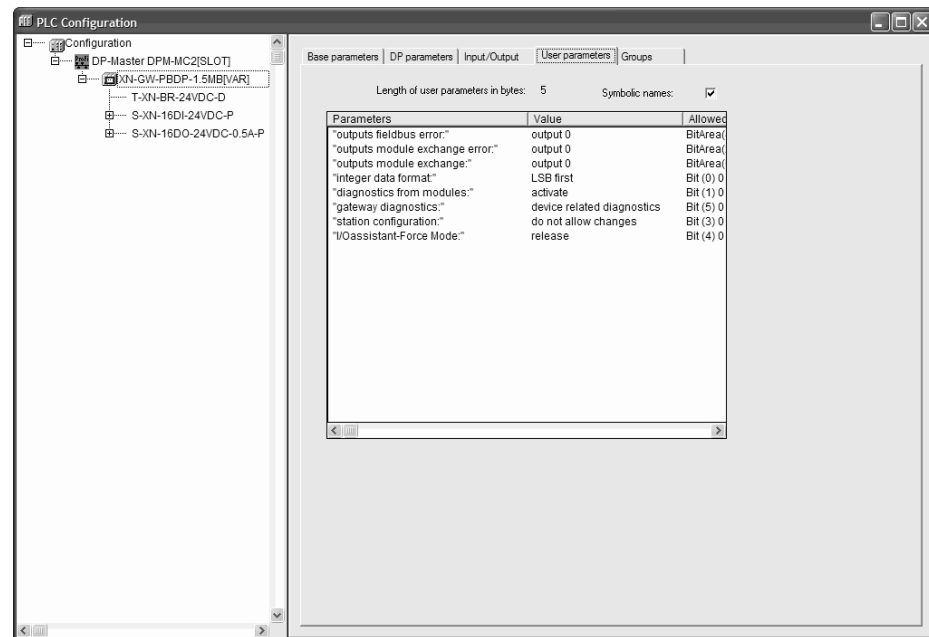 PLC Configuration
Configuration
DP-Master DPM-MC2[SLOT]
XN-GW-PBDP-1.5MB[VAR]
T-XN-BR-24VDC-D
S-XN-16DI-24VDC-P
S-XN-16DO-24VDC-0.5A-P
Base parameters DP parameters Input/Output User parameters Groups
Length of user parameters in bytes: 5 Symbolic names:
Parameters Value Allowed
"outputs fieldbus error:" output 0 BitArea(
"outputs module exchange error:" output 0 BitArea(
"outputs module exchange:" output 0 BitArea(
"integer data format:" LSB first Bit (0) 0
"diagnostics from modules:" activate Bit (1) 0
"gateway diagnostics:" device related diagnostics Bit (5) 0
"station configuration:" do not allow changes Bit (3) 0
"I/Oassistant-Force Mode:" release Bit (4) 0